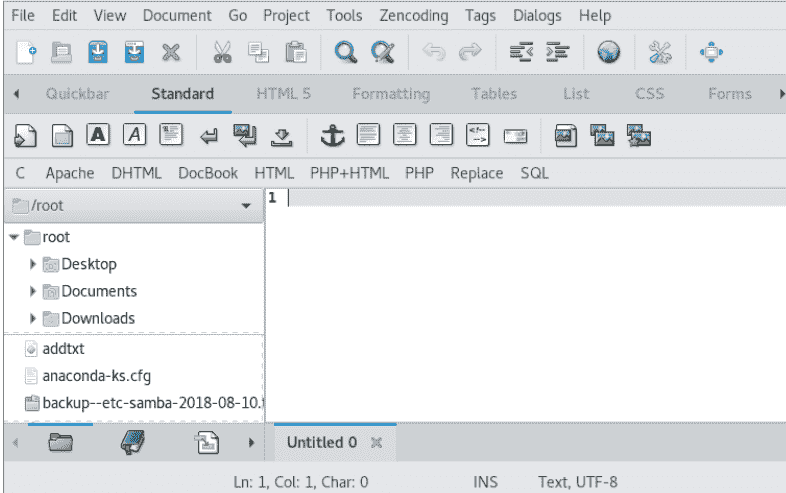 File Edit View Document Go Project Tools Zencoding Tags Dialogs Help
Quickbar Standard HTML 5 Formatting Tables List CSS Forms
A A
C Apache DHTML DocBook HTML PHP+HTML PHP Replace SQL
/root
1
root
Desktop
Documents
Downloads
addtxt
anaconda-ks.cfg
backup--etc-samba-2018-08-10.
Untitled 0
Ln: 1, Col: 1, Char: 0 INS Text, UTF-8